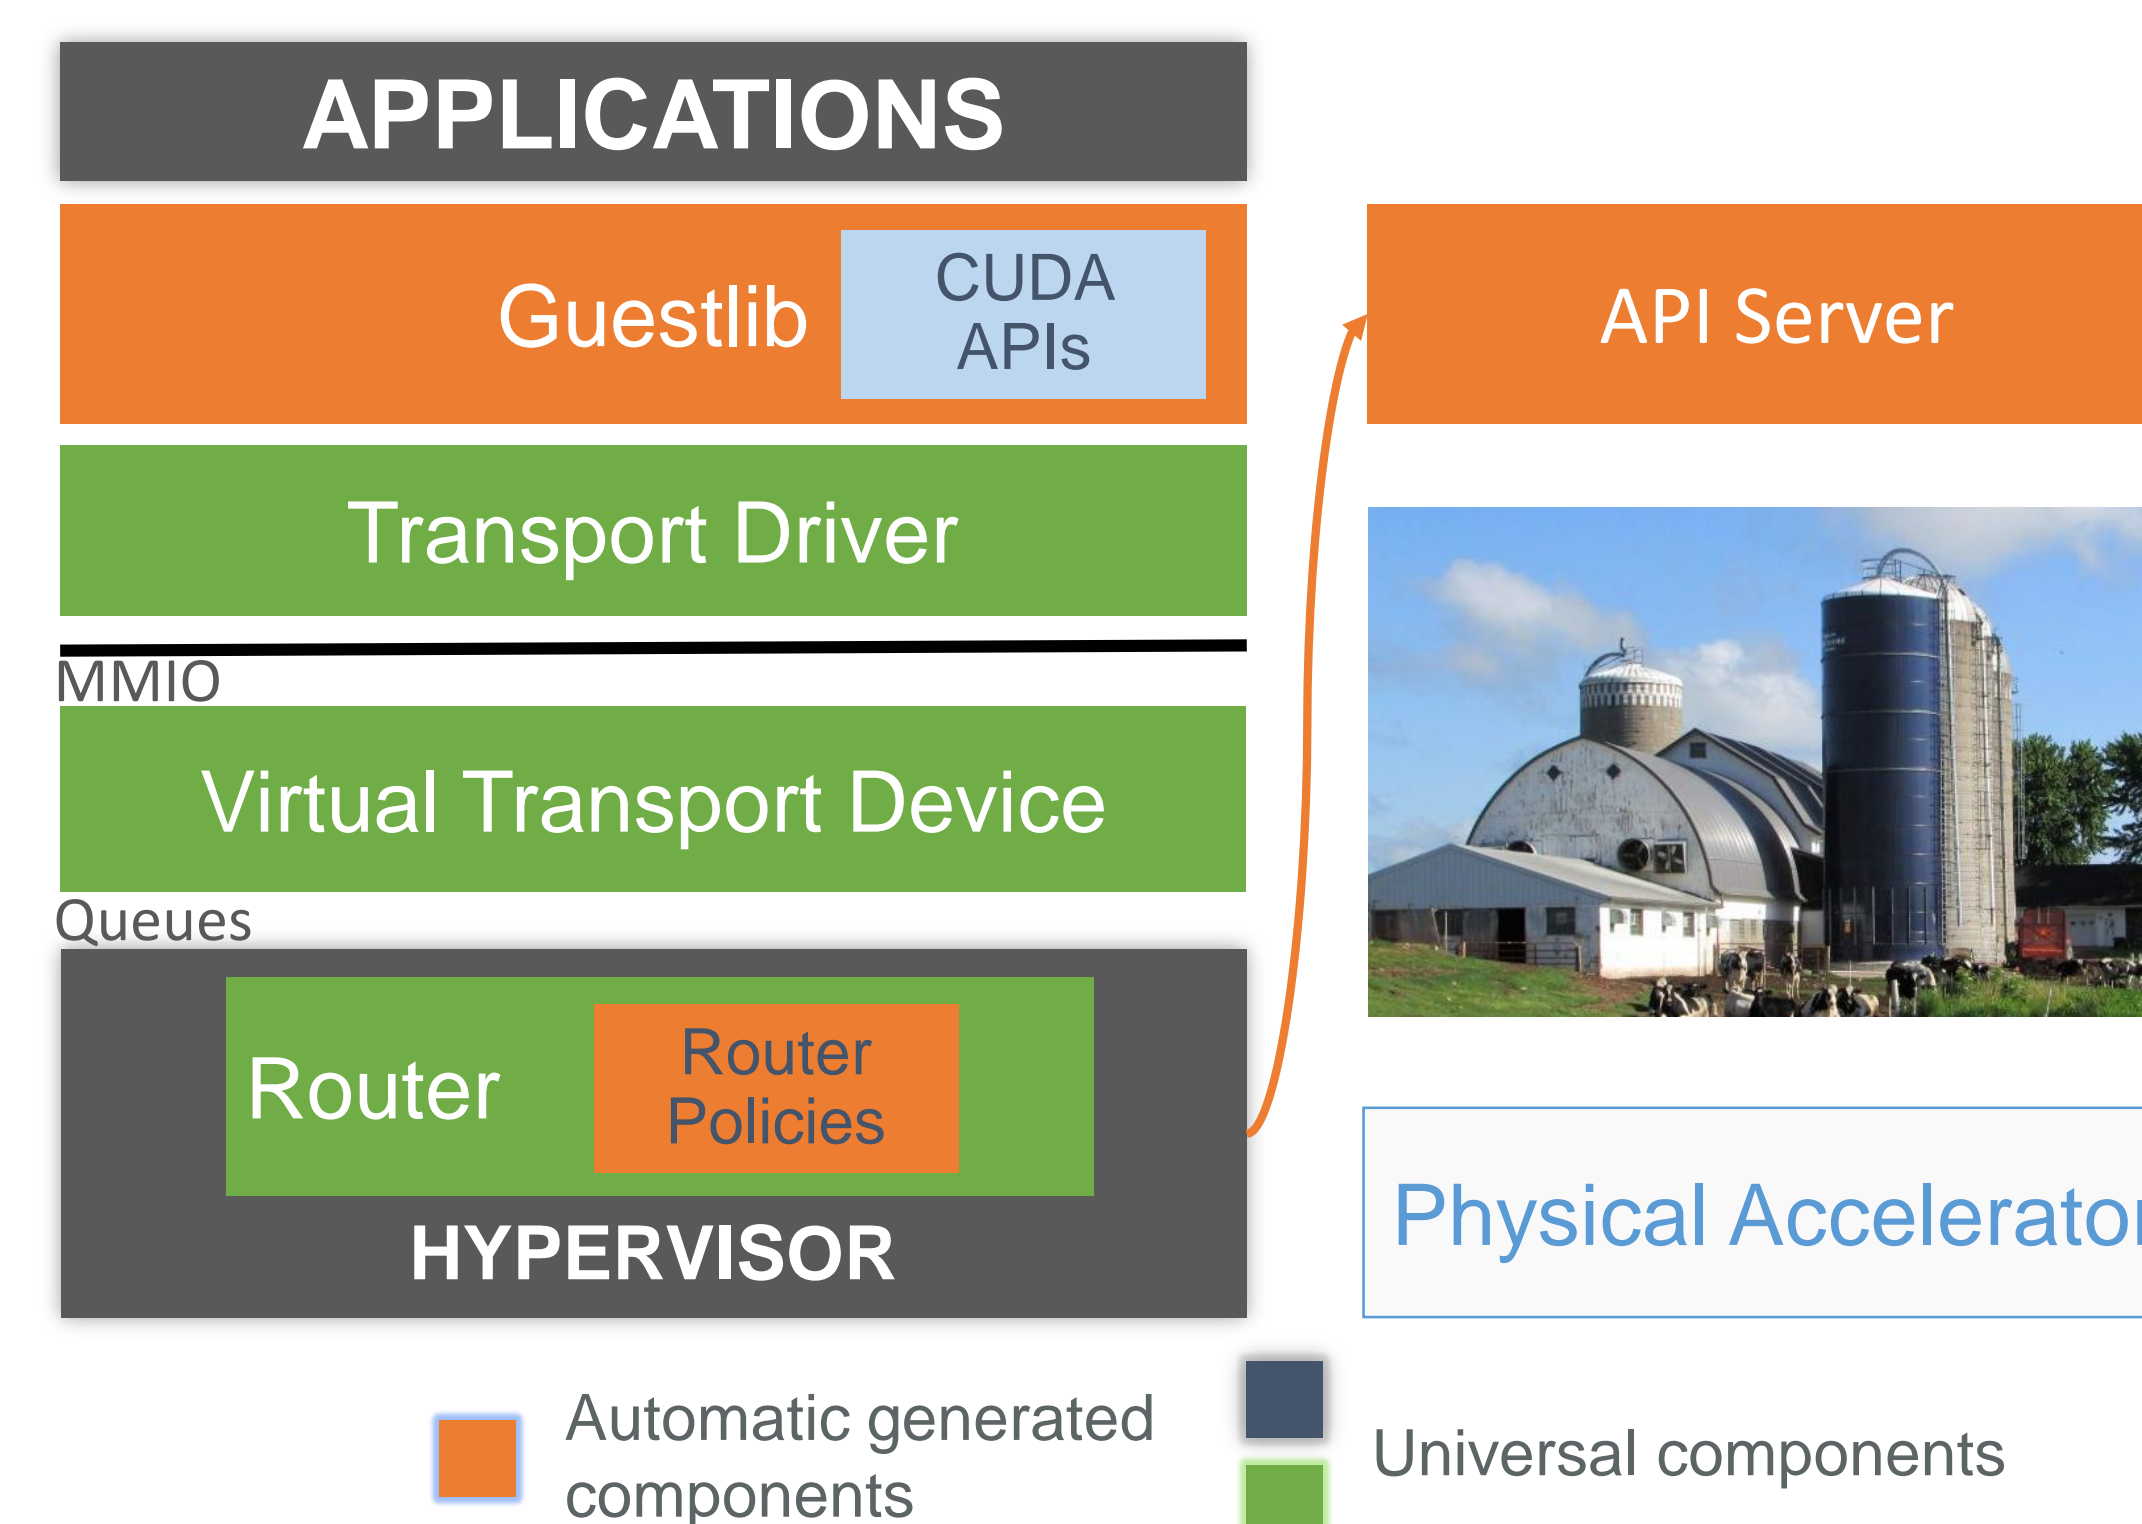 APPLICATIONS
Guestlib
CUDA
APIs
API Server
Transport Driver
MMIO
Virtual Transport Device
Queues
Router
Router
Policies
HYPERVISOR
Physical Accelerator
Automatic generated
components
Universal components